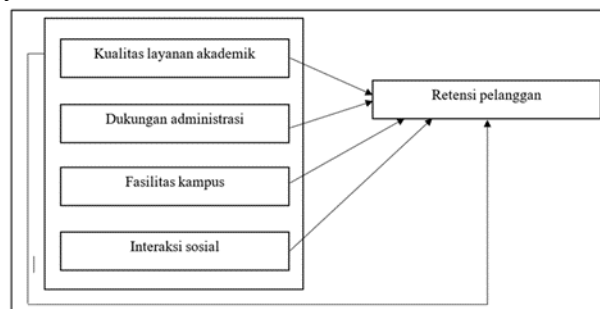 Kualitas layanan akademik
Retensi pelanggan
Dukungan administrasi
Fasilitas kampus
Interaksi sosial